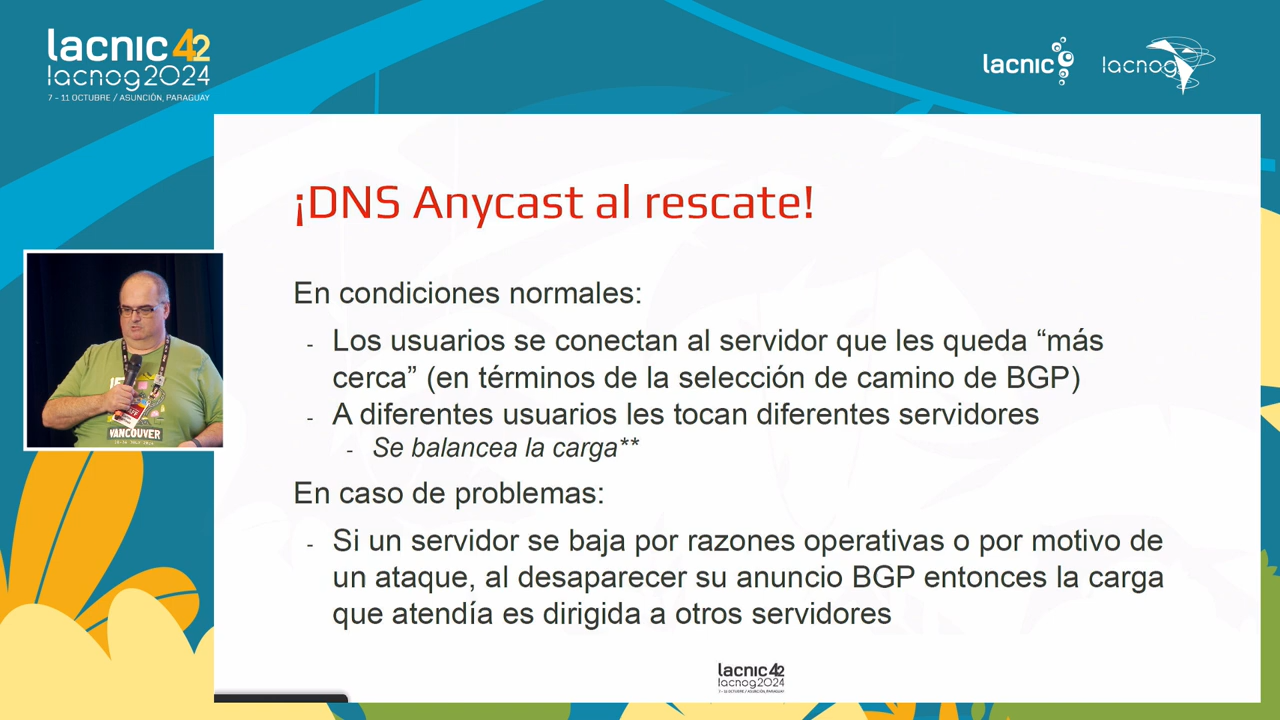 lacnic 42
lacnog2024
7 - 11 OCTUBRE / ASUNCIÓN, PARAGUAY
lacnic
lacnog
¡DNS Anycast al rescate!
En condiciones normales:
- Los usuarios se conectan al servidor que les queda “más
cerca” (en términos de la selección de camino de BGP)
- A diferentes usuarios les tocan diferentes servidores
- Se balancea la carga**
En caso de problemas:
- Si un servidor se baja por razones operativas o por motivo de
un ataque, al desaparecer su anuncio BGP entonces la carga
que atendía es dirigida a otros servidores
VANCOUVER
lacnic 42
lacnog2024